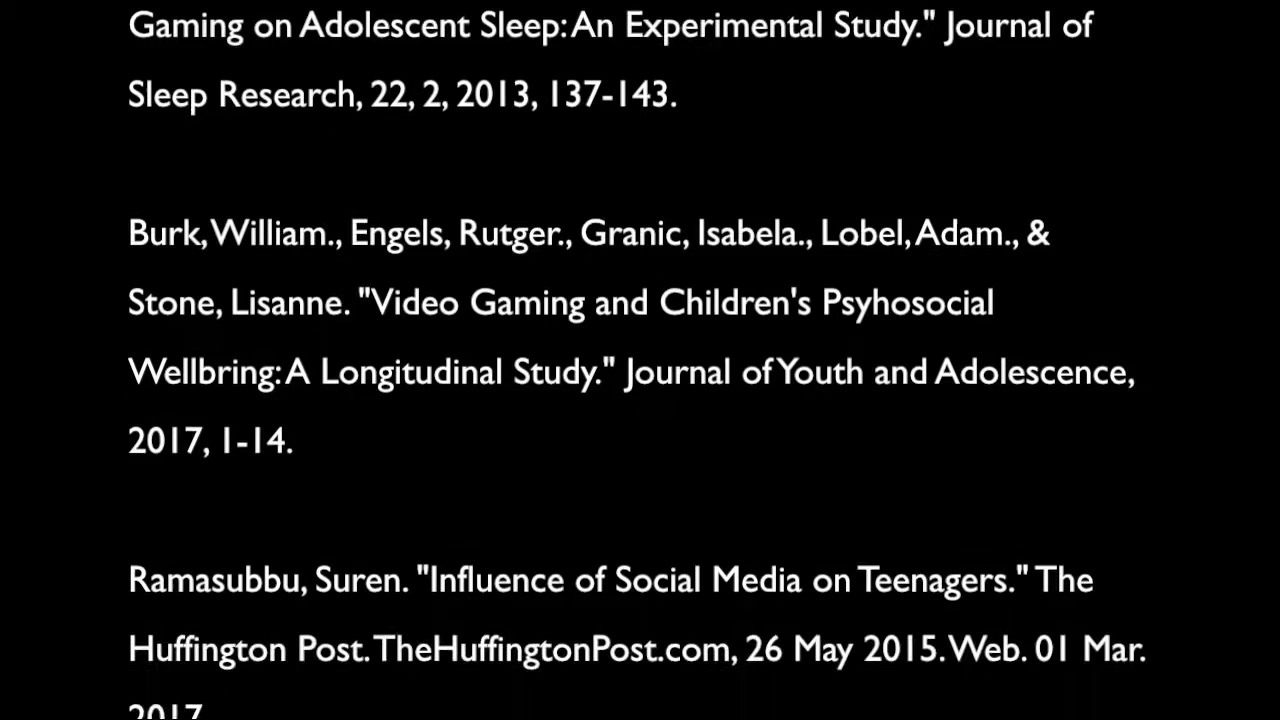 Gaming on Adolescent Sleep: An Experimental Study." Journal of
Sleep Research, 22, 2, 2013, 137-143.
Burk, William., Engels, Rutger., Granic, Isabela., Lobel, Adam., &
Stone, Lisanne. "Video Gaming and Children's Psyhosocial
Wellbring: A Longitudinal Study." Journal of Youth and Adolescence,
2017, 1-14.
Ramasubbu, Suren. "Influence of Social Media on Teenagers." The
Huffington Post. TheHuffingtonPost.com, 26 May 2015. Web. 01 Mar.
2017